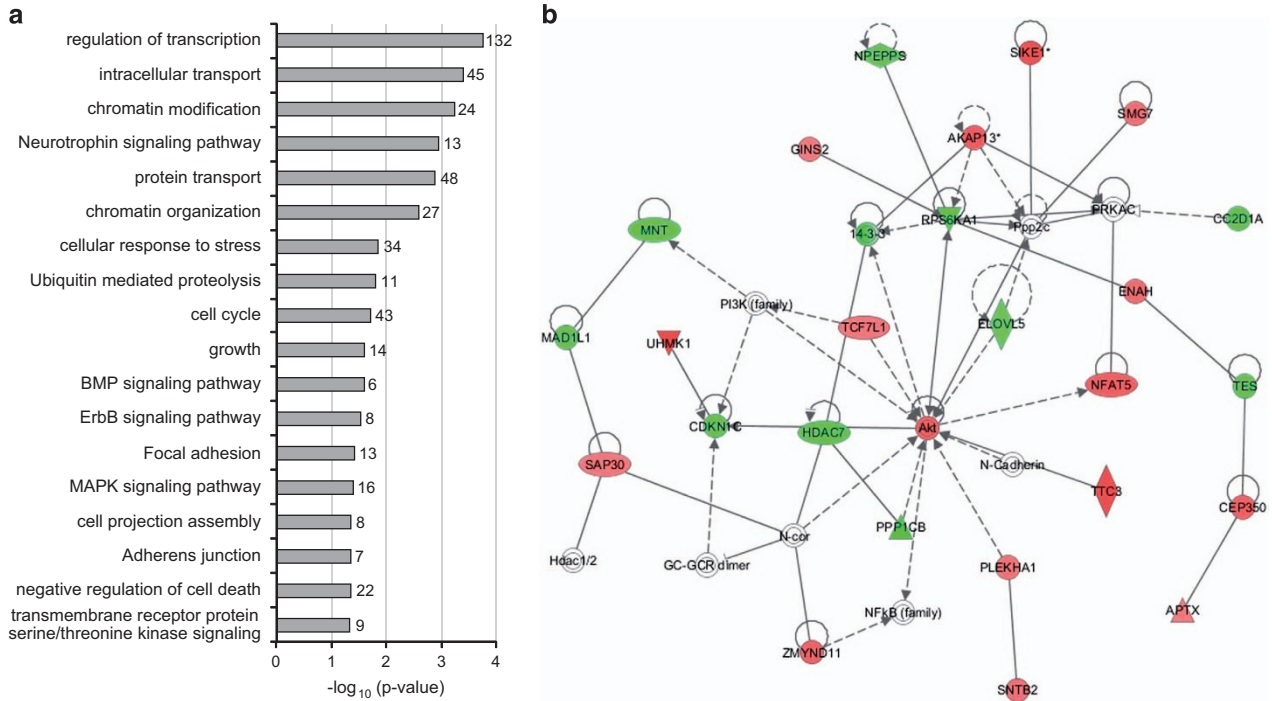 a
regulation of transcription
132
intracellular transport
45
chromatin modification
24
Neurotrophin signaling pathway
13
protein transport
48
chromatin organization
27
cellular response to stress
34
Ubiquitin mediated proteolysis
11
cell cycle
43
growth
14
BMP signaling pathway
6
ErbB signaling pathway
8
Focal adhesion
13
MAPK signaling pathway
16
cell projection assembly
8
Adherens junction
7
negative regulation of cell death
22
transmembrane receptor protein
serine/threonine kinase signaling
9
0 1 2 3 4
-log10 (p-value)
b
NPEPPS
SIKE1*
SMG7
AKAP13*
GINS2
PRKAC
RPS6KA1
CC2D1A
Ppp2c
MNT
14-3-3
ENAH
PI3K (family)
ELOVL5
TCF7L1
MAD1L1
UHMK1
NFAT5
TES
CDKN1C
HDAC7
Akt
SAP30
N-Cadherin
TTC3
CEP350
PPP1CB
N-cor
Hdac1/2
GC-GCR dimer
PLEKHA1
NFkB (family)
APTX
ZMYND11
SNTB2